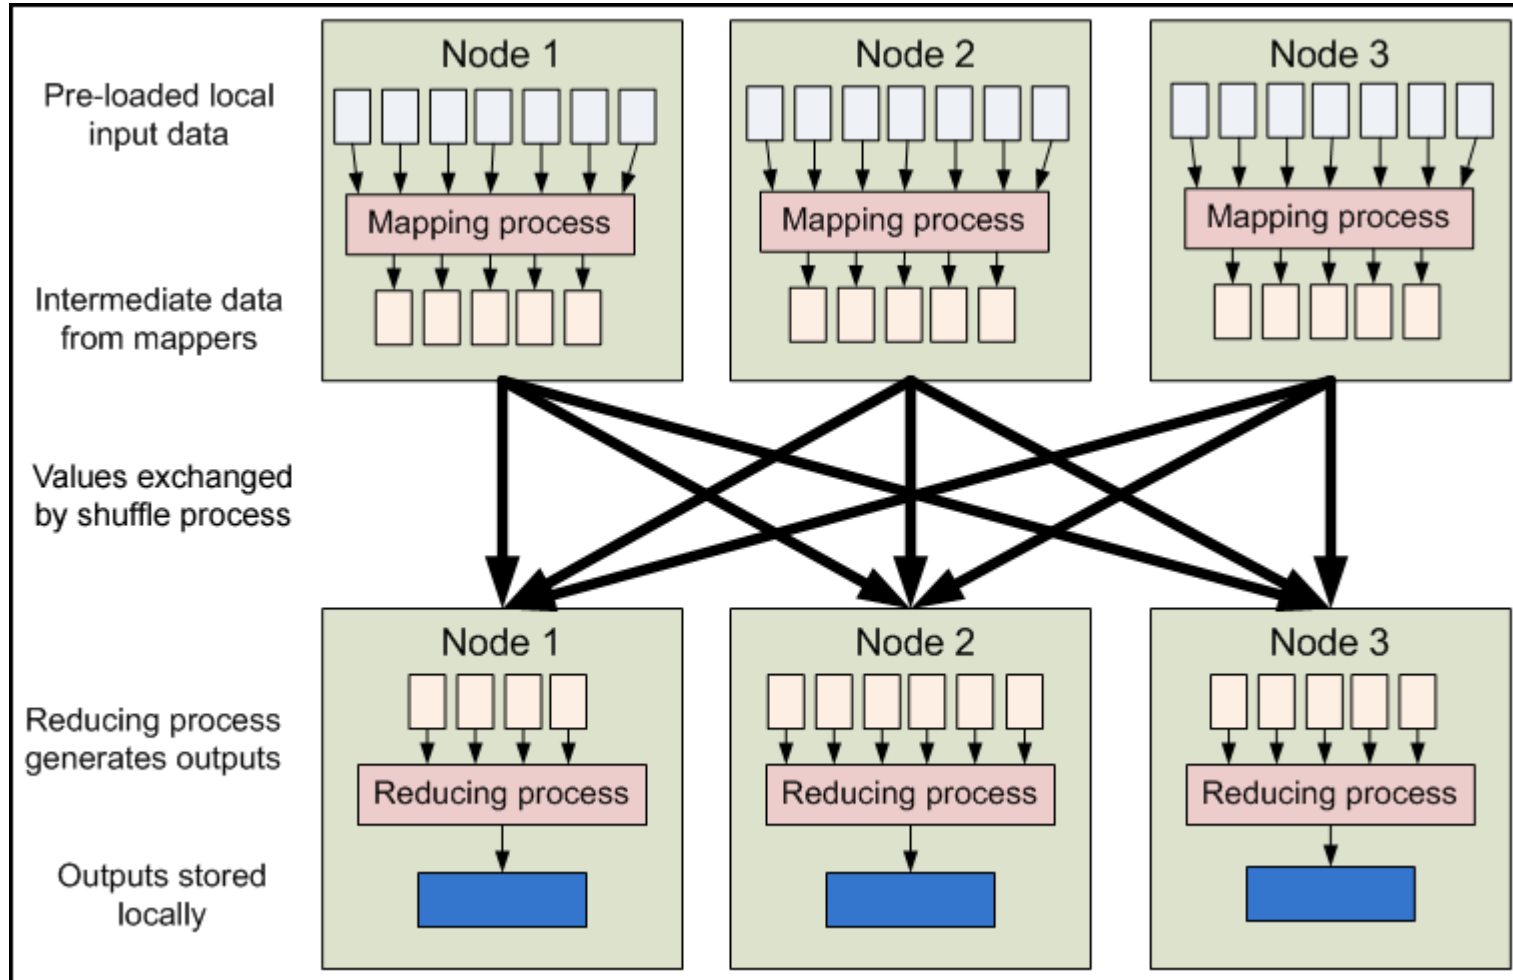 Node 1
Node 2
Node 3
Pre-loaded local
input data
Mapping process
Mapping process
Mapping process
Intermediate data
from mappers
Values exchanged
by shuffle process
Node 1
Node 2
Node 3
Reducing process
generates outputs
Reducing process
Reducing process
Reducing process
Outputs stored
locally